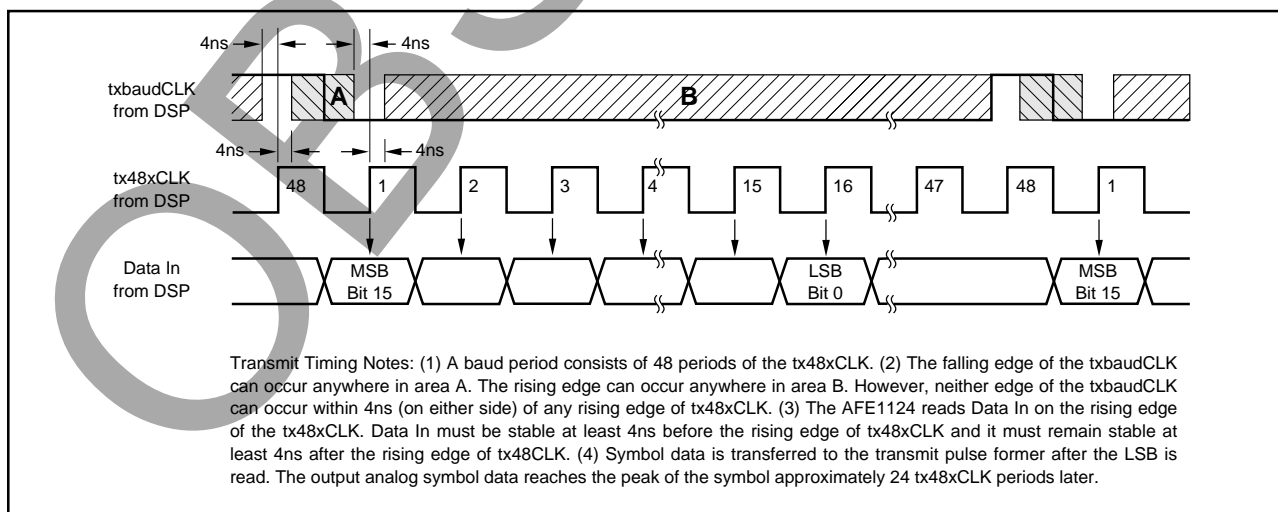 4ns
4ns
txbaudCLK
from DSP
A
B
4ns
4ns
tx48xCLK
from DSP
48
1
2
3
4
15
16
47
48
1
Data In
from DSP
MSB
Bit 15
LSB
Bit 0
MSB
Bit 15
Transmit Timing Notes: (1) A baud period consists of 48 periods of the tx48xCLK. (2) The falling edge of the txbaudCLK
can occur anywhere in area A. The rising edge can occur anywhere in area B. However, neither edge of the txbaudCLK
can occur within 4ns (on either side) of any rising edge of tx48xCLK. (3) The AFE1124 reads Data In on the rising edge
of the tx48xCLK. Data In must be stable at least 4ns before the rising edge of tx48xCLK and it must remain stable at
least 4ns after the rising edge of tx48CLK. (4) Symbol data is transferred to the transmit pulse former after the LSB is
read. The output analog symbol data reaches the peak of the symbol approximately 24 tx48xCLK periods later.